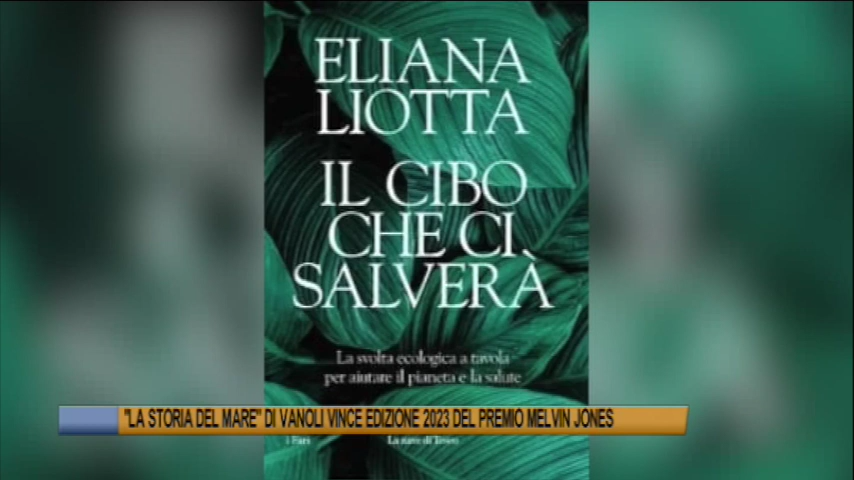 ELIANA
LIOTTA
IL CIBO
CHE CI
SALVERÀ
La svolta ecologica a tavola
per aiutare il pianeta e la salute
"LA STORIA DEL MARE" DI VANOLI VINCE EDIZIONE 2023 DEL PREMIO MELVIN JONES
i Fari
La nave di Teseo